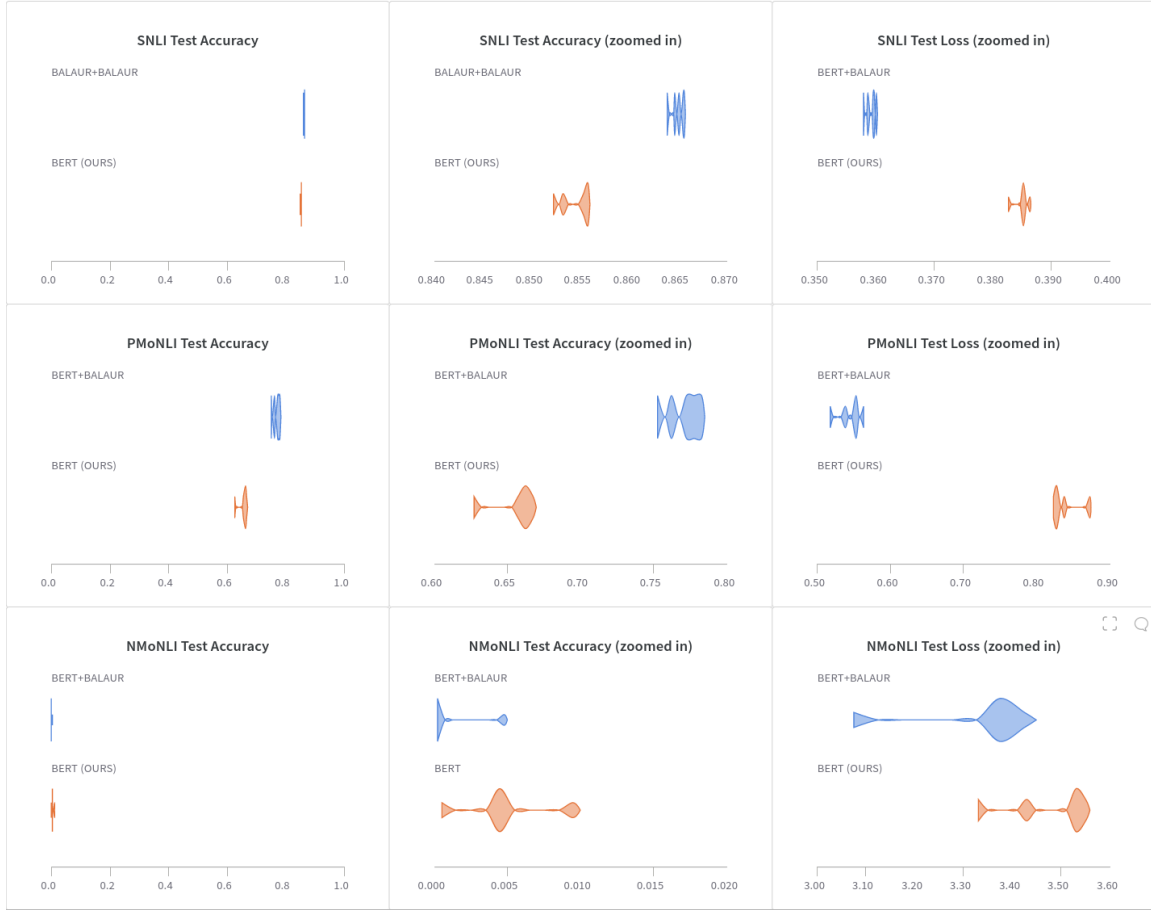 SNLI Test Accuracy
BALAUR+BALAUR
BERT (OURS)
0.0 0.2 0.4 0.6 0.8 1.0
SNLI Test Accuracy (zoomed in)
BALAUR+BALAUR
BERT (OURS)
0.840 0.845 0.850 0.855 0.860 0.865 0.870
SNLI Test Loss (zoomed in)
BERT+BALAUR
BERT (OURS)
0.350 0.360 0.370 0.380 0.390 0.400
PMoNLI Test Accuracy
BERT+BALAUR
BERT (OURS)
0.0 0.2 0.4 0.6 0.8 1.0
PMoNLI Test Accuracy (zoomed in)
BERT+BALAUR
BERT (OURS)
0.60 0.65 0.70 0.75 0.80
PMoNLI Test Loss (zoomed in)
BERT+BALAUR
BERT (OURS)
0.50 0.60 0.70 0.80 0.90
NMoNLI Test Accuracy
BERT+BALAUR
BERT (OURS)
0.0 0.2 0.4 0.6 0.8 1.0
NMoNLI Test Accuracy (zoomed in)
BERT+BALAUR
BERT
0.000 0.005 0.010 0.015 0.020
NMoNLI Test Loss (zoomed in)
BERT+BALAUR
BERT (OURS)
3.00 3.10 3.20 3.30 3.40 3.50 3.60